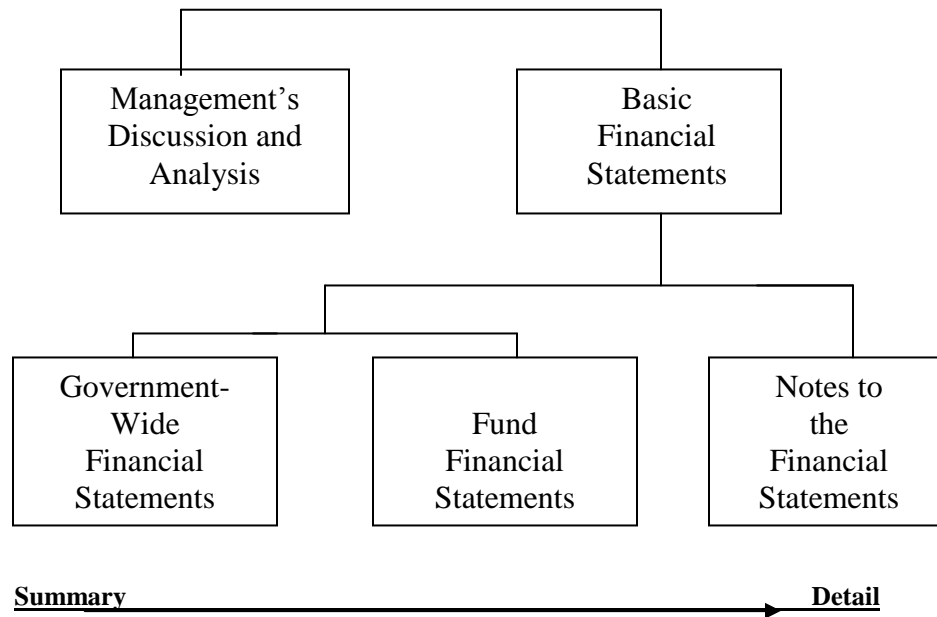 Management’s
Discussion and
Analysis
Basic
Financial
Statements
Government-
Wide
Financial
Statements
Fund
Financial
Statements
Notes to
the
Financial
Statements
Summary Detail